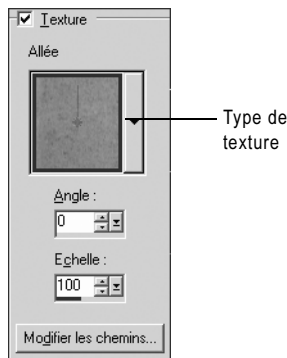 Texture
Allée
Type de
texture
Angle :
0
Echelle :
100
Modifier les chemins...